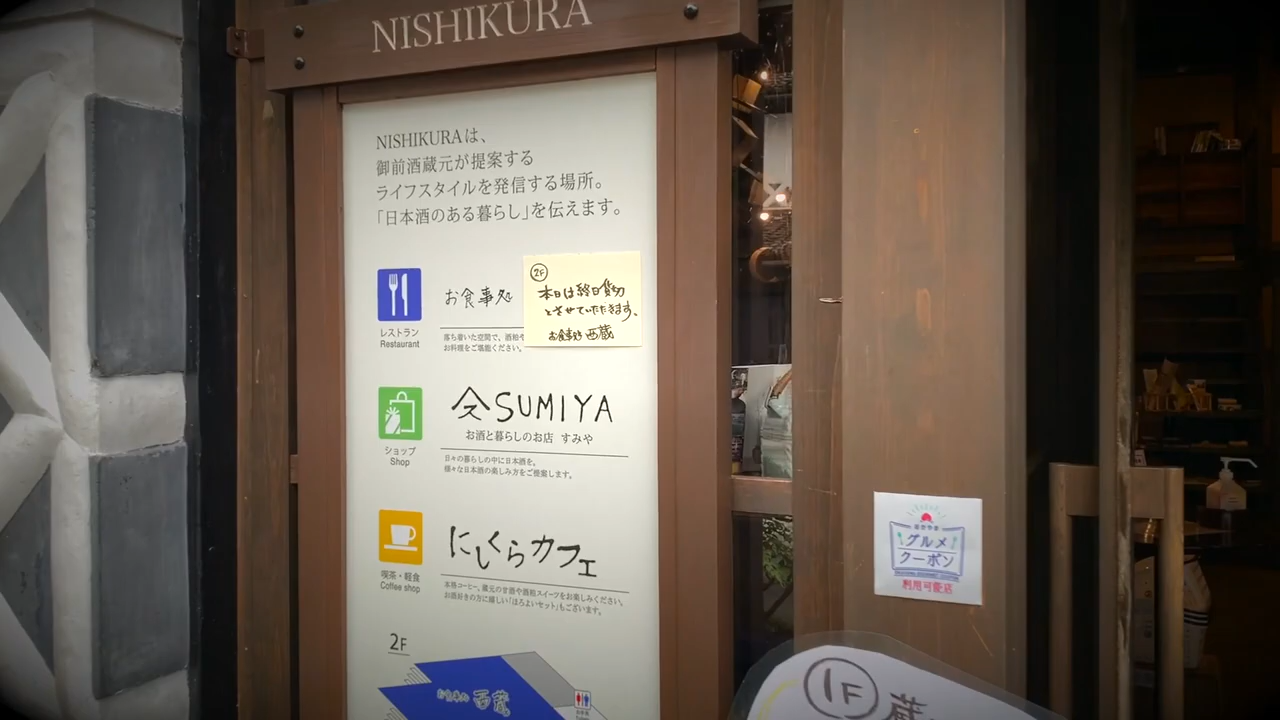 NISHIKURA
NISHIKURAは、
御前酒蔵元が提案する
ライフスタイルを発信する場所。
「日本酒のある暮らし」を伝えます。
レストラン
Restaurant
お食事処
落ち着いた空間で、酒粕や
お料理をご堪能ください。
2F
本日は終日貸切
とさせていただきます。
お食事処 西蔵
ショップ
Shop
SUMIYA
お酒と暮らしのお店 すみや
日々の暮らしの中に日本酒を。
様々な日本酒の楽しみ方をご提案します。
喫茶・軽食
Coffee shop
にしくらカフェ
本格コーヒー。蔵元の甘酒や酒粕スイーツをお楽しみください。
お酒好きの方に嬉しい「ほろよいセット」もございます。
2F
お食事処 西蔵
グルメ
クーポン
利用可能店
1F 蔵